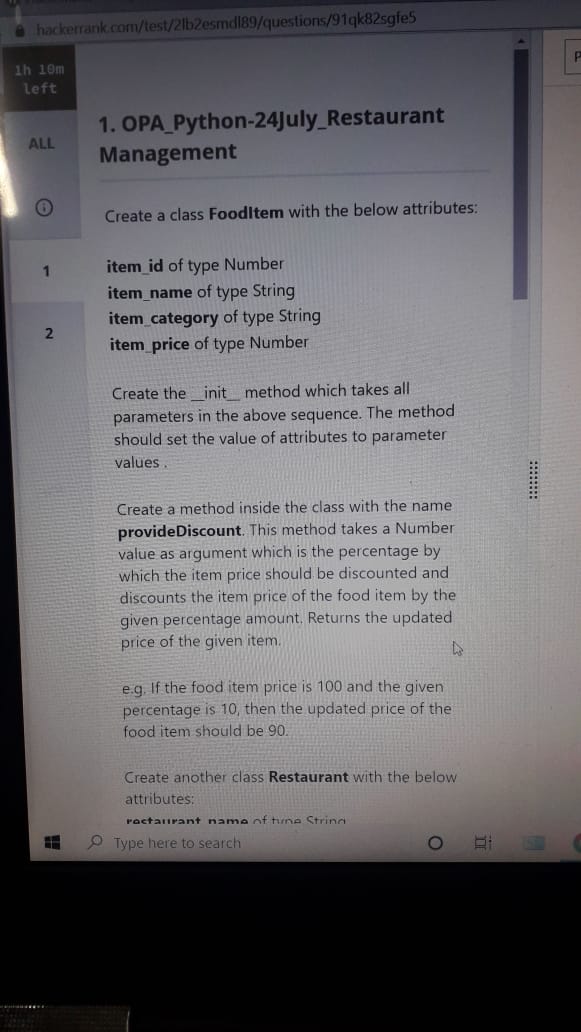 hackerrank.com/test/2lb2esmdl89/questions/91qk82sgfe5
1h 10m
left
ALL
1
2
1. OPA_Python-24July_Restaurant
Management
Create a class FoodItem with the below attributes:
item_id of type Number
item_name of type String
item_category of type String
item_price of type Number
Create the __init__ method which takes all
parameters in the above sequence. The method
should set the value of attributes to parameter
values .
Create a method inside the class with the name
provideDiscount. This method takes a Number
value as argument which is the percentage by
which the item price should be discounted and
discounts the item price of the food item by the
given percentage amount. Returns the updated
price of the given item.
e.g. If the food item price is 100 and the given
percentage is 10, then the updated price of the
food item should be 90.
Create another class Restaurant with the below
attributes:
restaurant_name of type String
Type here to search